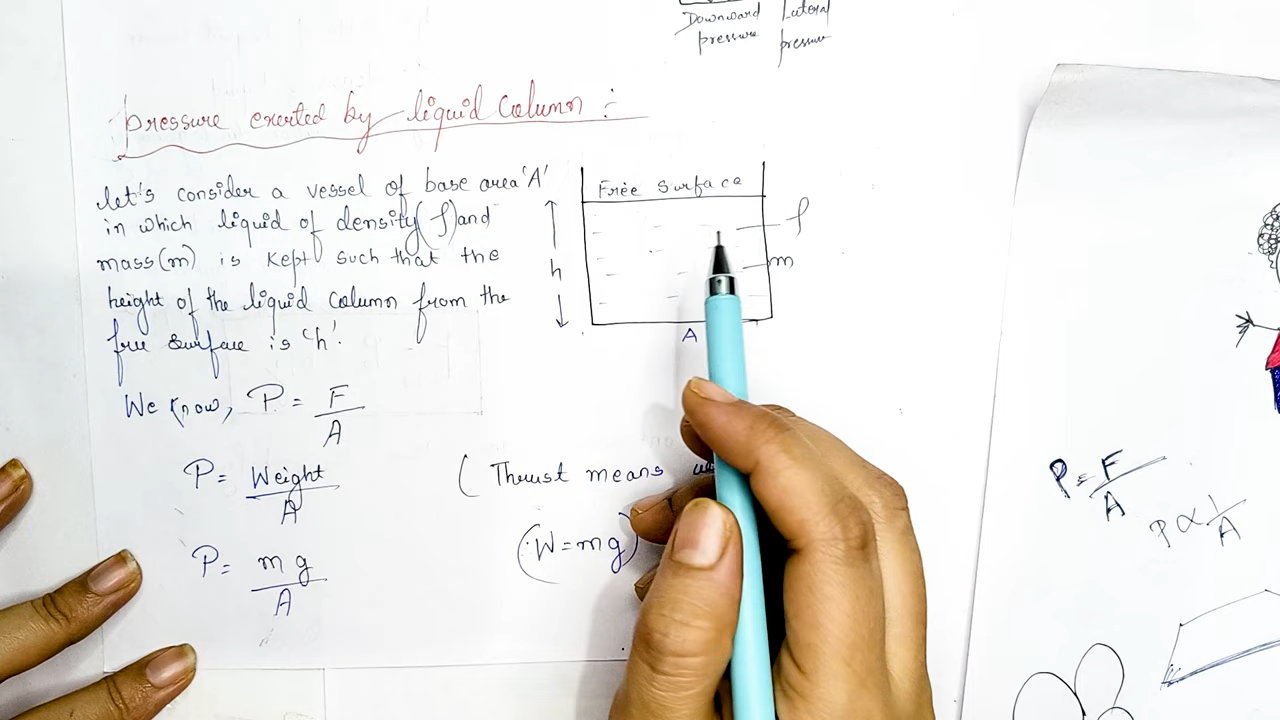 Downward Lateral
pressure pressure
Pressure exerted by liquid column :-
let's consider a vessel of base area 'A'
in which liquid of density(ρ)and
mass(m) is kept such that the
height of the liquid column from the
free surface is 'h'.
Free surface
ρ
h
m
A
We know, P = F/A
P = Weight/A
( Thrust means
P = mg/A
(W=mg)
P = F/A
P ∝ 1/A